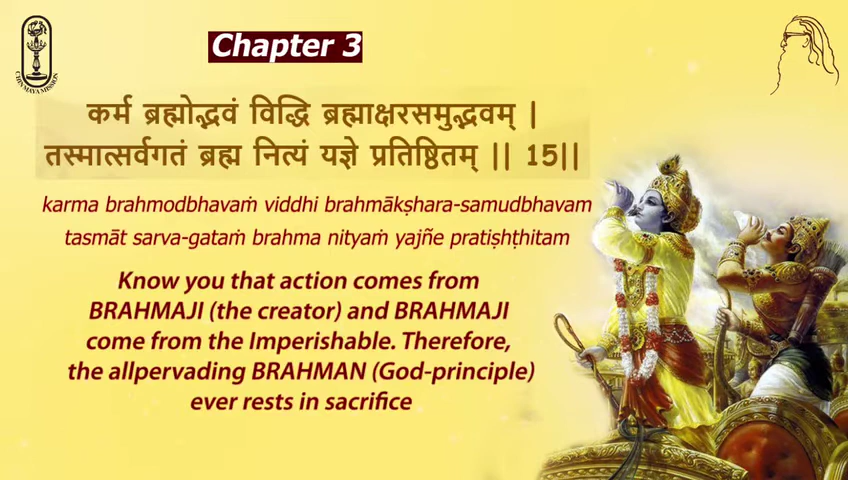 CHINMAYA MISSION
Chapter 3
कर्म ब्रह्मोद्भवं विद्धि ब्रह्माक्षरसमुद्भवम् |
तस्मात्सर्वगतं ब्रह्म नित्यं यज्ञे प्रतिष्ठितम् || 15||
karma brahmodbhavaṁ viddhi brahmākṣhara-samudbhavam
tasmāt sarva-gataṁ brahma nityaṁ yajñe pratiṣhṭhitam
Know you that action comes from
BRAHMAJI (the creator) and BRAHMAJI
come from the Imperishable. Therefore,
the allpervading BRAHMAN (God-principle)
ever rests in sacrifice